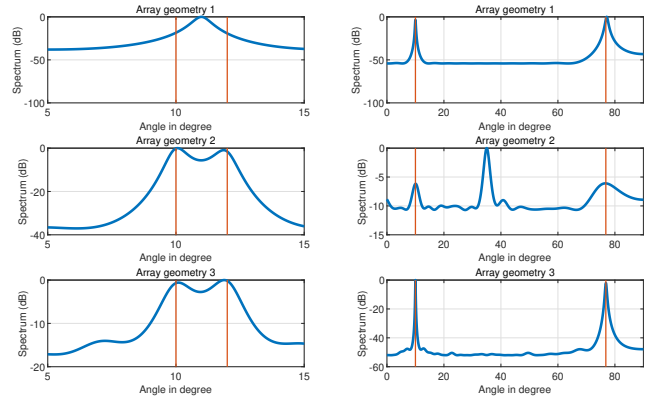 Array geometry 1
0
-50
-100
Spectrum (dB)
5
10
15
Angle in degree
Array geometry 1
0
-50
-100
Spectrum (dB)
0
20
40
60
80
Angle in degree
Array geometry 2
0
-20
-40
Spectrum (dB)
5
10
15
Angle in degree
Array geometry 2
0
-5
-10
-15
Spectrum (dB)
0
20
40
60
80
Angle in degree
Array geometry 3
0
-10
-20
Spectrum (dB)
5
10
15
Angle in degree
Array geometry 3
0
-20
-40
-60
Spectrum (dB)
0
20
40
60
80
Angle in degree